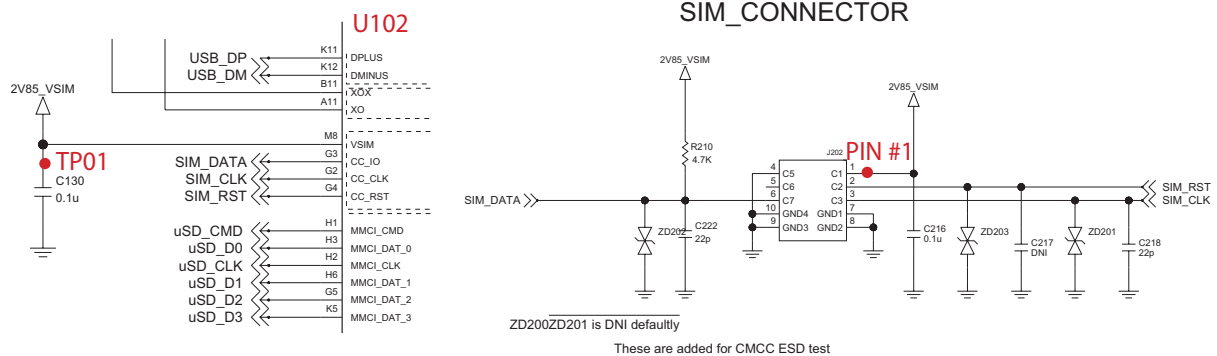 U102
SIM_CONNECTOR
USB_DP
K11
DPLUS
USB_DM
K12
DMINUS
B11
XOX
A11
XO
2V85_VSIM
M8
VSIM
TP01
SIM_DATA
G3
CC_IO
C130
0.1u
SIM_CLK
G2
CC_CLK
SIM_RST
G4
CC_RST
uSD_CMD
H1
MMCI_CMD
uSD_D0
H3
MMCI_DAT_0
uSD_CLK
H2
MMCI_CLK
uSD_D1
H6
MMCI_DAT_1
uSD_D2
G5
MMCI_DAT_2
uSD_D3
K5
MMCI_DAT_3
2V85_VSIM
2V85_VSIM
R210
4.7K
J202
PIN #1
4
C5
C1
1
5
C6
C2
2
6
C7
C3
3
10
GND4
GND1
7
9
GND3
GND2
8
SIM_DATA
SIM_RST
SIM_CLK
ZD202
C222
22p
C216
0.1u
ZD203
C217
DNI
ZD201
C218
22p
ZD200ZD201 is DNI defaultly
These are added for CMCC ESD test